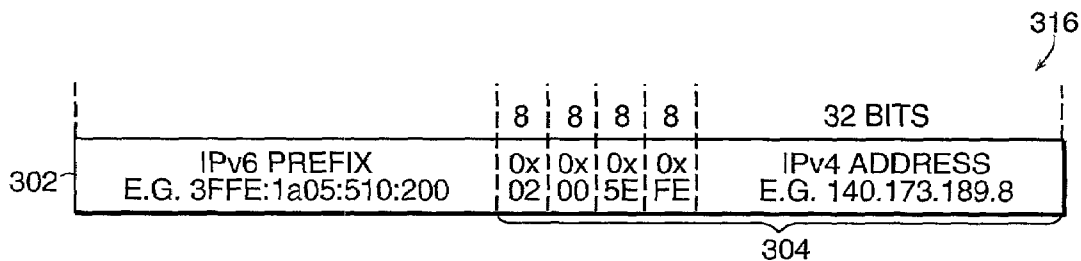 316
8 8 8 8 32 BITS
302 IPv6 PREFIX 0x 0x 0x 0x IPv4 ADDRESS
E.G. 3FFE:1a05:510:200 02 00 5E FE E.G. 140.173.189.8
304